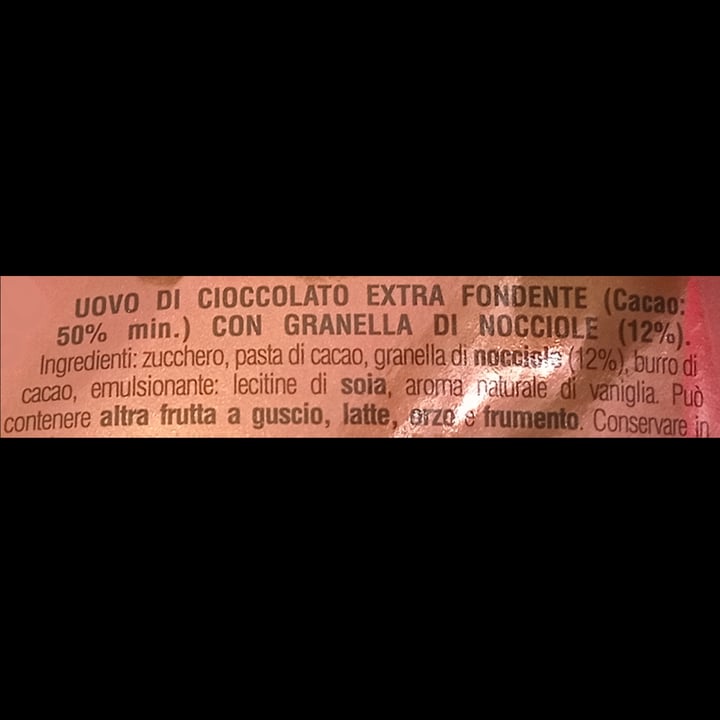 UOVO DI CIOCCOLATO EXTRA FONDENTE (Cacao:
50% min.) CON GRANELLA DI NOCCIOLE (12%).
Ingredienti: zucchero, pasta di cacao, granella di nocciole (12%), burro di
cacao, emulsionante: lecitine di soia, aroma naturale di vaniglia. Può
contenere altra frutta a guscio, latte, orzo e frumento. Conservare in